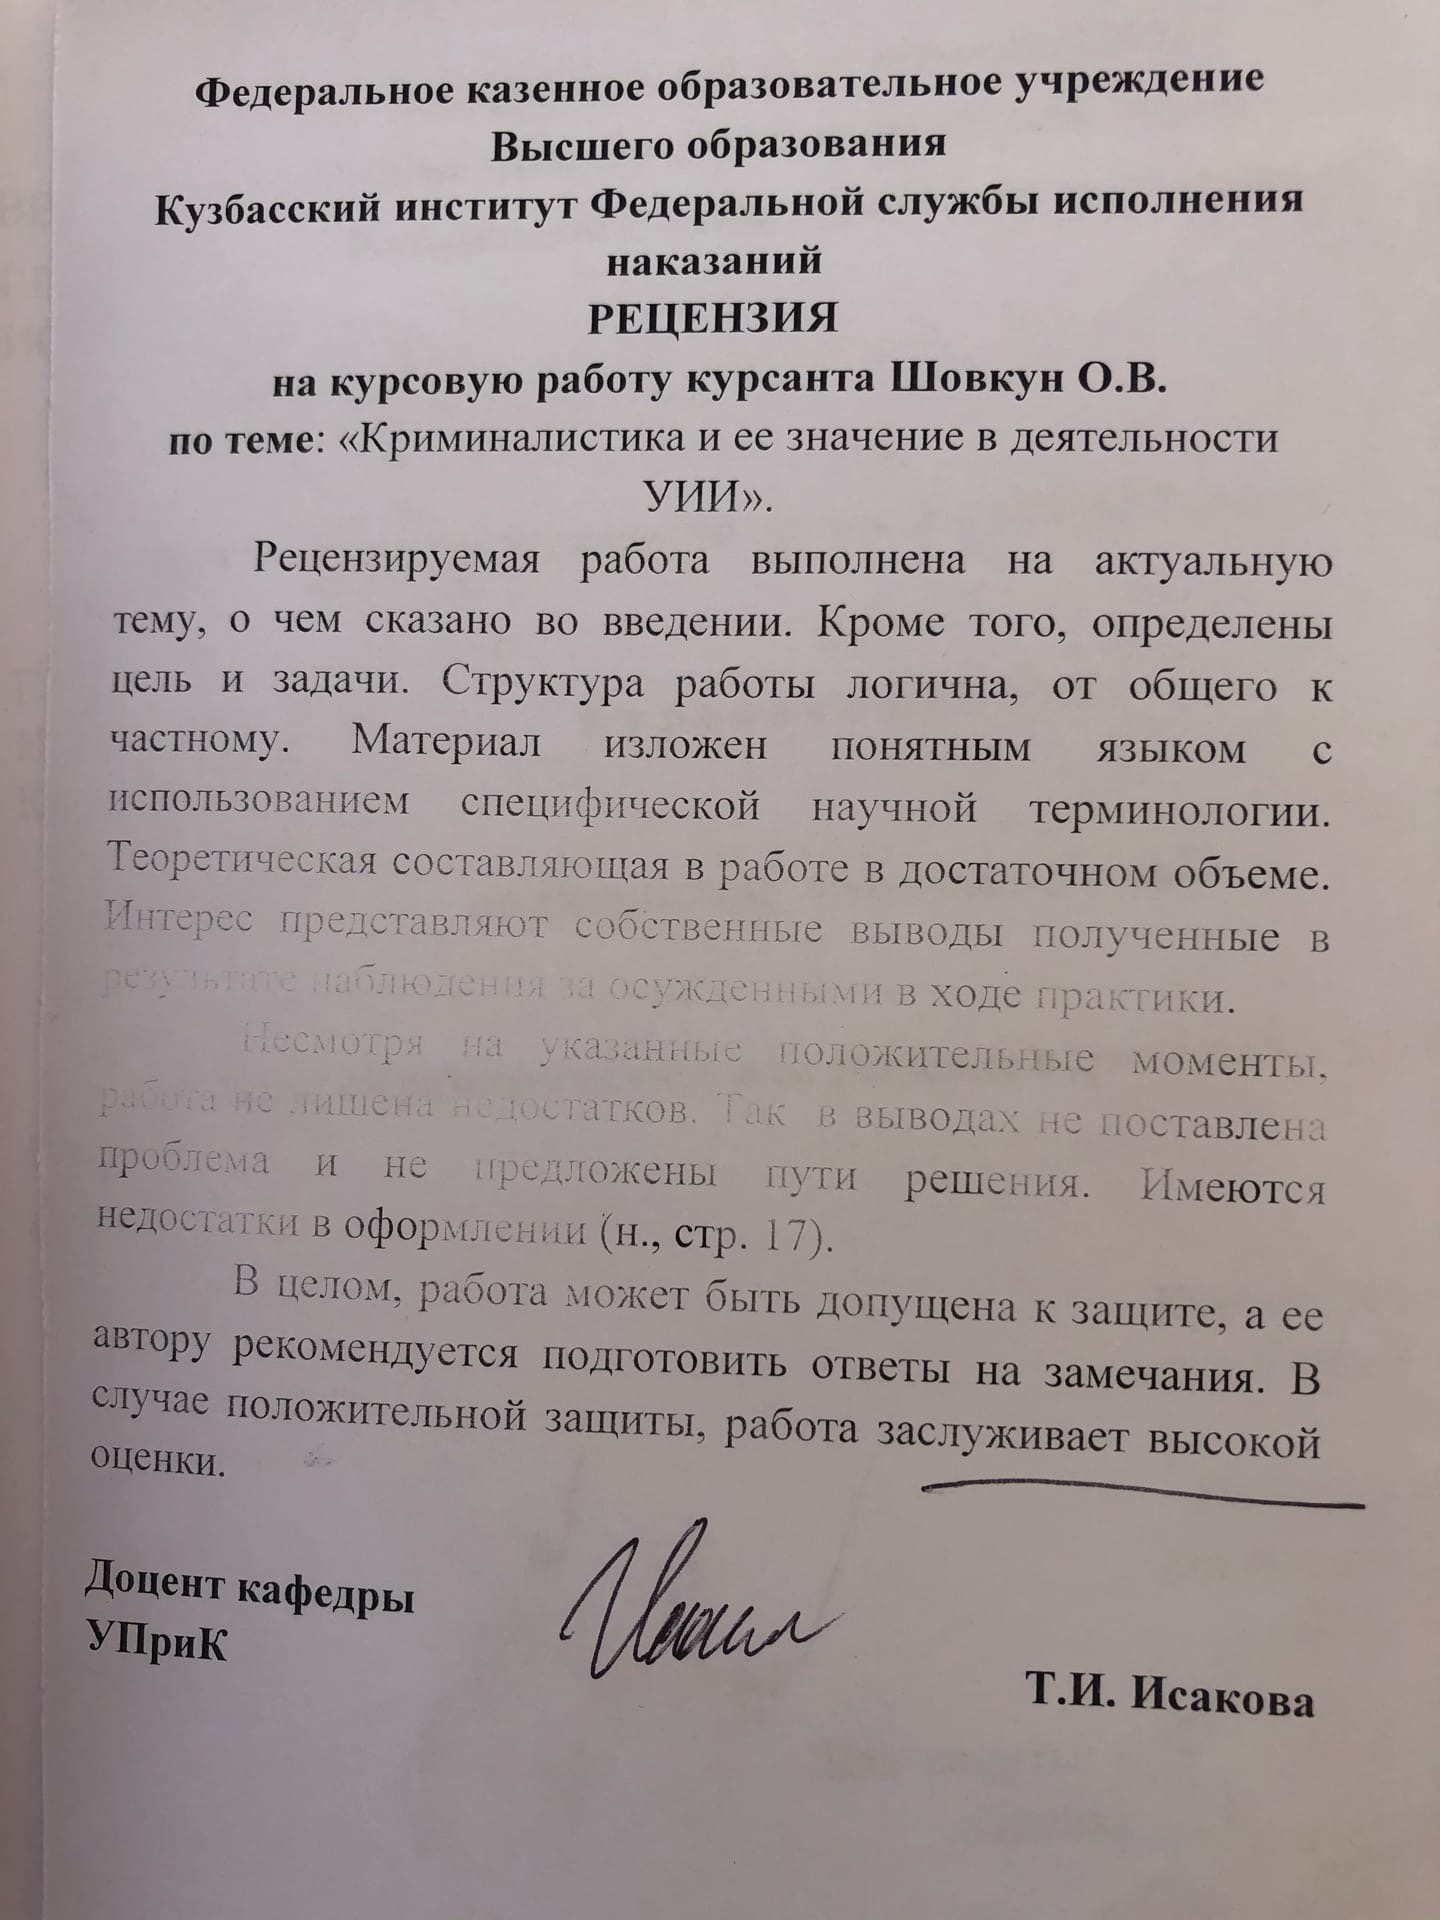 Федеральное казенное образовательное учреждение
Высшего образования
Кузбасский институт Федеральной службы исполнения
наказаний
РЕЦЕНЗИЯ
на курсовую работу курсанта Шовкун О.В.
по теме: «Криминалистика и ее значение в деятельности
УИИ».
Рецензируемая работа выполнена на актуальную
тему, о чем сказано во введении. Кроме того, определены
цель и задачи. Структура работы логична, от общего к
частному. Материал изложен понятным языком с
использованием специфической научной терминологии.
Теоретическая составляющая в работе в достаточном объеме.
Интерес представляют собственные выводы полученные в
результате наблюдения за осужденными в ходе практики.
Несмотря на указанные положительные моменты,
работа не лишена недостатков. Так в выводах не поставлена
проблема и не предложены пути решения. Имеются
недостатки в оформлении (н., стр. 17).
В целом, работа может быть допущена к защите, а ее
автору рекомендуется подготовить ответы на замечания. В
случае положительной защиты, работа заслуживает высокой
оценки.
Доцент кафедры
УПриК
Т.И. Исакова